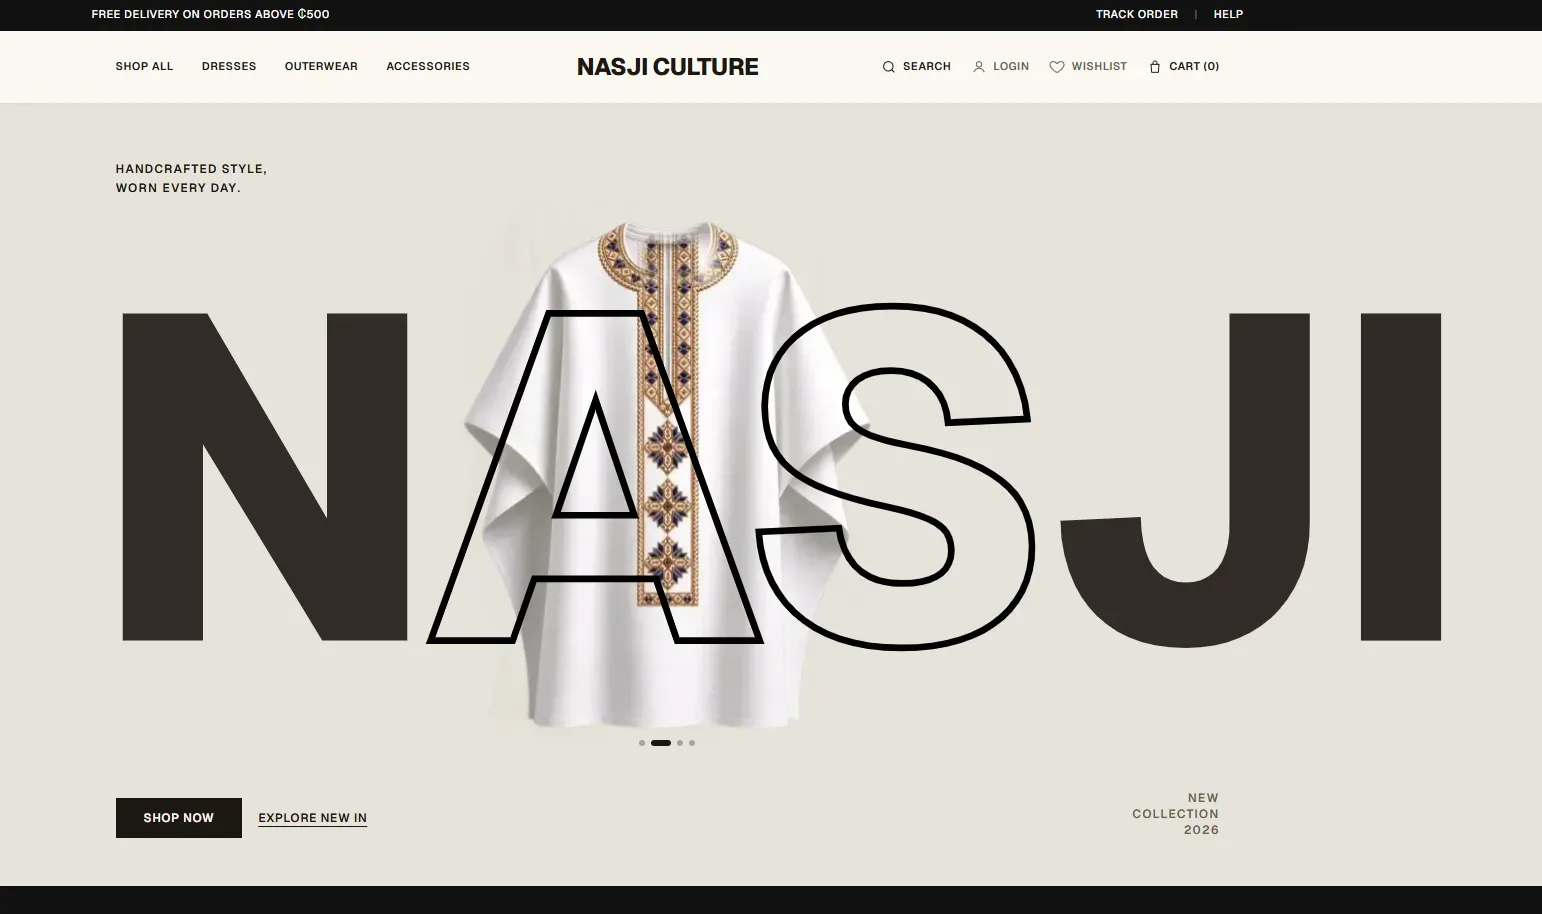 FREE DELIVERY ON ORDERS ABOVE ₵500
TRACK ORDER | HELP
SHOP ALL DRESSES OUTERWEAR ACCESSORIES
NASJI CULTURE
SEARCH LOGIN WISHLIST CART (0)
HANDCRAFTED STYLE,
WORN EVERY DAY.
NASJI
SHOP NOW EXPLORE NEW IN
NEW
COLLECTION
2026